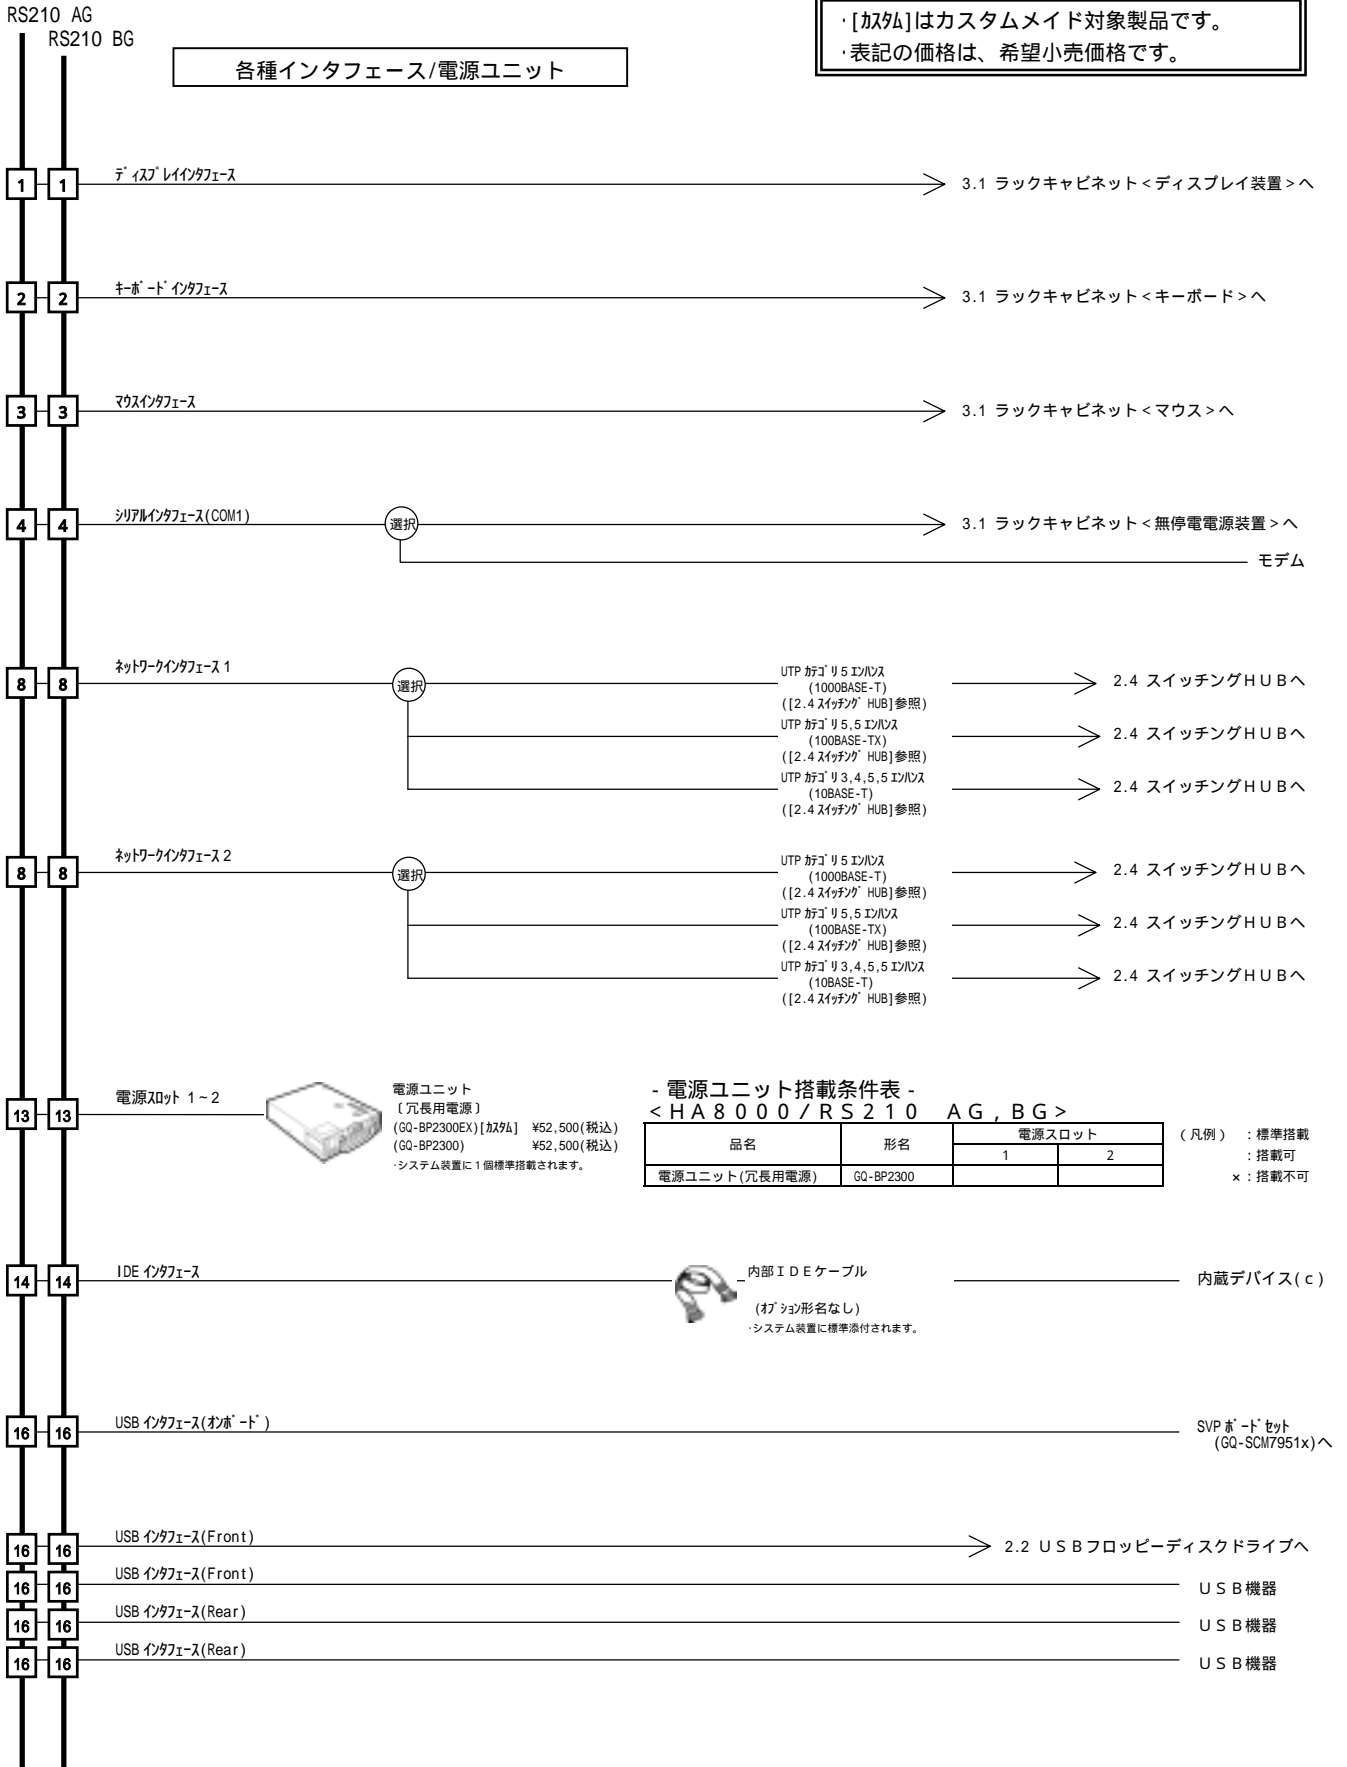 RS210 AG
RS210 BG
各種インタフェース/電源ユニット
･[ｶｽﾀﾑ]はカスタムメイド対象製品です。
･表記の価格は、希望小売価格です。
1 1 ﾃﾞｨｽﾌﾟﾚｲｲﾝﾀﾌｪｰｽ 3.1 ラックキャビネット<ディスプレイ装置>へ
2 2 ｷｰﾎﾞｰﾄﾞｲﾝﾀﾌｪｰｽ 3.1 ラックキャビネット<キーボード>へ
3 3 ﾏｳｽｲﾝﾀﾌｪｰｽ 3.1 ラックキャビネット<マウス>へ
4 4 ｼﾘｱﾙｲﾝﾀﾌｪｰｽ(COM1) 選択 3.1 ラックキャビネット<無停電電源装置>へ
モデム
8 8 ﾈｯﾄﾜｰｸｲﾝﾀﾌｪｰｽ 1 選択
UTP ｶﾃｺﾞﾘ 5 ｴﾝﾊﾝｽ
(1000BASE-T)
([2.4 ｽｲｯﾁﾝｸﾞ HUB]参照)
2.4 スイッチングＨＵＢへ
UTP ｶﾃｺﾞﾘ 5,5 ｴﾝﾊﾝｽ
(100BASE-TX)
([2.4 ｽｲｯﾁﾝｸﾞ HUB]参照)
2.4 スイッチングＨＵＢへ
UTP ｶﾃｺﾞﾘ 3,4,5,5 ｴﾝﾊﾝｽ
(10BASE-T)
([2.4 ｽｲｯﾁﾝｸﾞ HUB]参照)
2.4 スイッチングＨＵＢへ
8 8 ﾈｯﾄﾜｰｸｲﾝﾀﾌｪｰｽ 2 選択
UTP ｶﾃｺﾞﾘ 5 ｴﾝﾊﾝｽ
(1000BASE-T)
([2.4 ｽｲｯﾁﾝｸﾞ HUB]参照)
2.4 スイッチングＨＵＢへ
UTP ｶﾃｺﾞﾘ 5,5 ｴﾝﾊﾝｽ
(100BASE-TX)
([2.4 ｽｲｯﾁﾝｸﾞ HUB]参照)
2.4 スイッチングＨＵＢへ
UTP ｶﾃｺﾞﾘ 3,4,5,5 ｴﾝﾊﾝｽ
(10BASE-T)
([2.4 ｽｲｯﾁﾝｸﾞ HUB]参照)
2.4 スイッチングＨＵＢへ
13 13 電源ｽﾛｯﾄ 1～2
電源ユニット
〔冗長用電源〕
(GQ-BP2300EX)[ｶｽﾀﾑ] ¥52,500(税込)
(GQ-BP2300) ¥52,500(税込)
･システム装置に１個標準搭載されます。
- 電源ユニット搭載条件表 -
<ＨＡ８０００/ＲＳ２１０ ＡＧ,ＢＧ>
品名 形名 電源スロット
1 2
電源ユニット(冗長用電源) GQ-BP2300
(凡例) :標準搭載
:搭載可
×:搭載不可
14 14 IDE ｲﾝﾀﾌｪｰｽ
内部ＩＤＥケーブル
(ｵﾌﾟｼｮﾝ形名なし)
･システム装置に標準添付されます。
内蔵デバイス(ｃ)
16 16 USB ｲﾝﾀﾌｪｰｽ(ｵﾝﾎﾞｰﾄﾞ)
SVP ﾎﾞｰﾄﾞｾｯﾄ
(GQ-SCM7951x)へ
16 16 USB ｲﾝﾀﾌｪｰｽ(Front) 2.2 ＵＳＢフロッピーディスクドライブへ
16 16 USB ｲﾝﾀﾌｪｰｽ(Front) ＵＳＢ機器
16 16 USB ｲﾝﾀﾌｪｰｽ(Rear) ＵＳＢ機器
16 16 USB ｲﾝﾀﾌｪｰｽ(Rear) ＵＳＢ機器